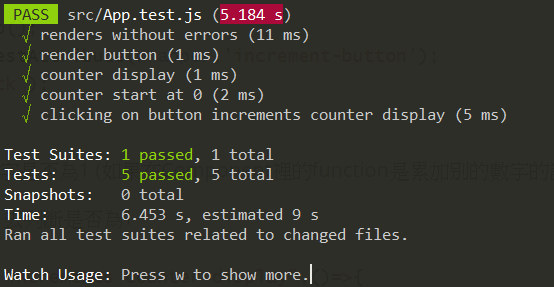 PASS src/App.test.js (5.184 s)
√ renders without errors (11 ms)
√ render button (1 ms)
√ counter display (1 ms)
√ counter start at 0 (2 ms)
√ clicking on button increments counter display (5 ms)
Test Suites: 1 passed, 1 total
Tests: 5 passed, 5 total
Snapshots: 0 total
Time: 6.453 s, estimated 9 s
Ran all test suites related to changed files.
Watch Usage: Press w to show more.